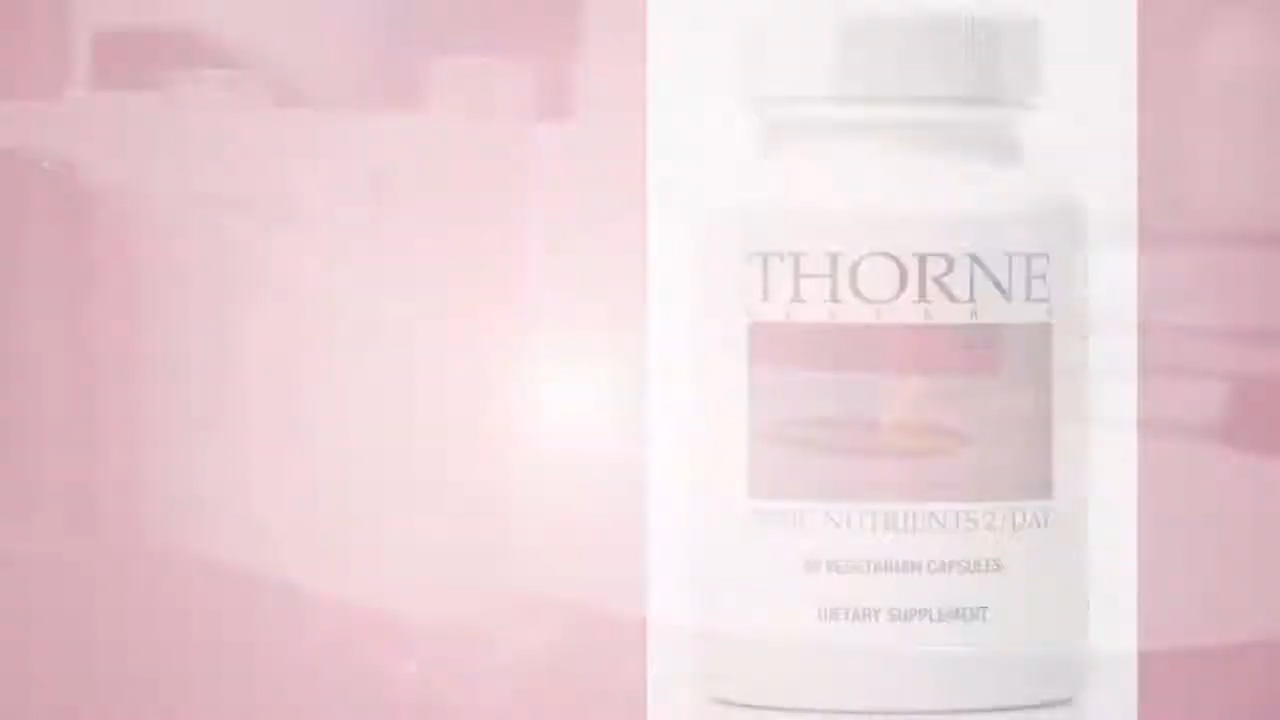 THORNE
NUTRIENTS 2/DAY
VEGETARIAN CAPSULES
DIETARY SUPPLEMENT